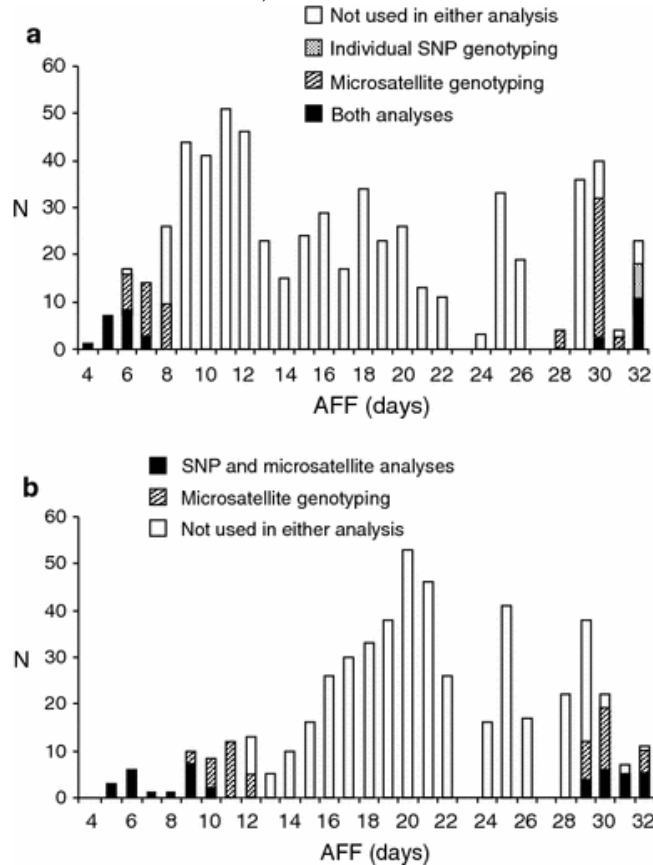 Not used in either analysis
a
Individual SNP genotyping
Microsatellite genotyping
Both analyses
60
50
40
30
20
10
0
N
4 6 8 10 12 14 16 18 20 22 24 26 28 30 32
AFF (days)
b
SNP and microsatellite analyses
Microsatellite genotyping
Not used in either analysis
60
50
40
30
20
10
0
N
4 6 8 10 12 14 16 18 20 22 24 26 28 30 32
AFF (days)